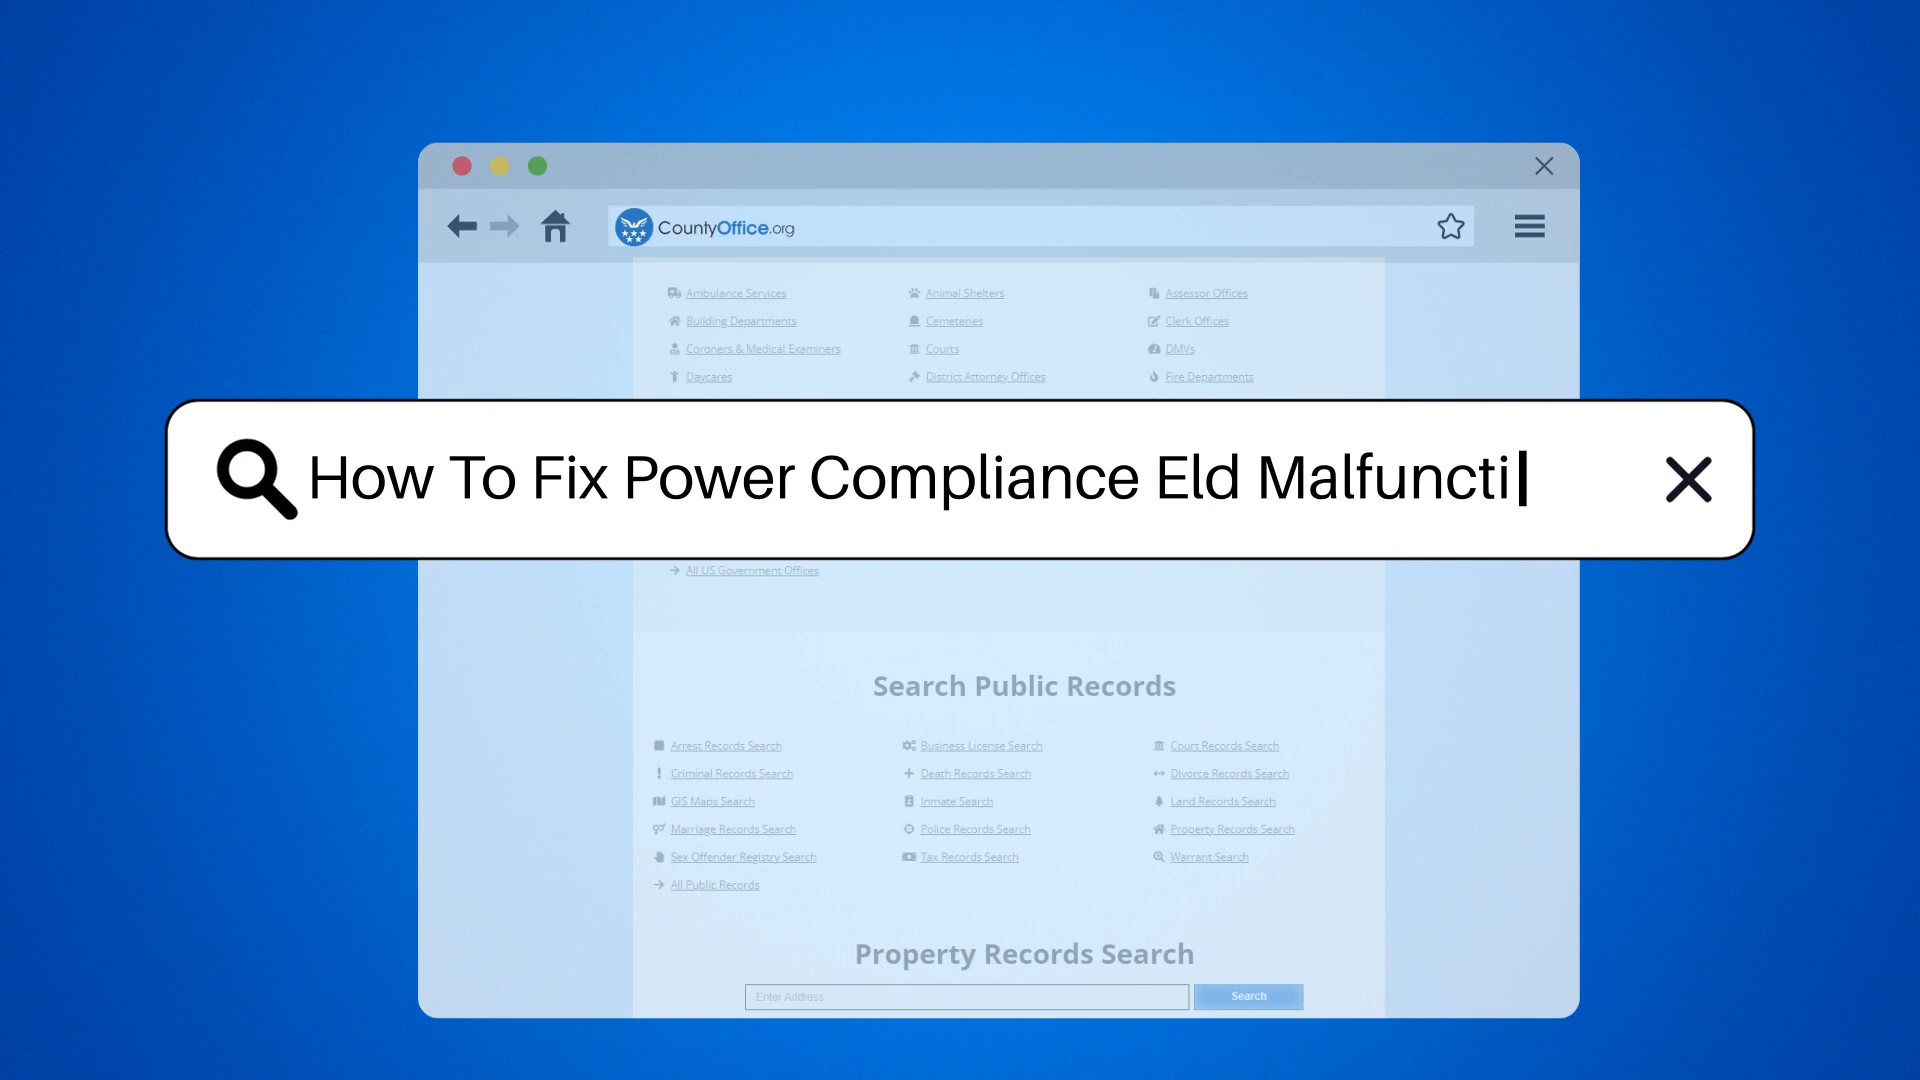 CountyOffice.org
Ambulance Services Animal Shelters Assessor Offices
Building Departments Cemeteries Clerk Offices
Coroners & Medical Examiners Courts DMVs
Daycares District Attorney Offices Fire Departments
How To Fix Power Compliance Eld Malfuncti
All US Government Offices
Search Public Records
Arrest Records Search Business License Search Court Records Search
Criminal Records Search Death Records Search Divorce Records Search
GIS Maps Search Inmate Search Land Records Search
Marriage Records Search Police Records Search Property Records Search
Sex Offender Registry Search Tax Records Search Warrant Search
All Public Records
Property Records Search
Enter Address Search